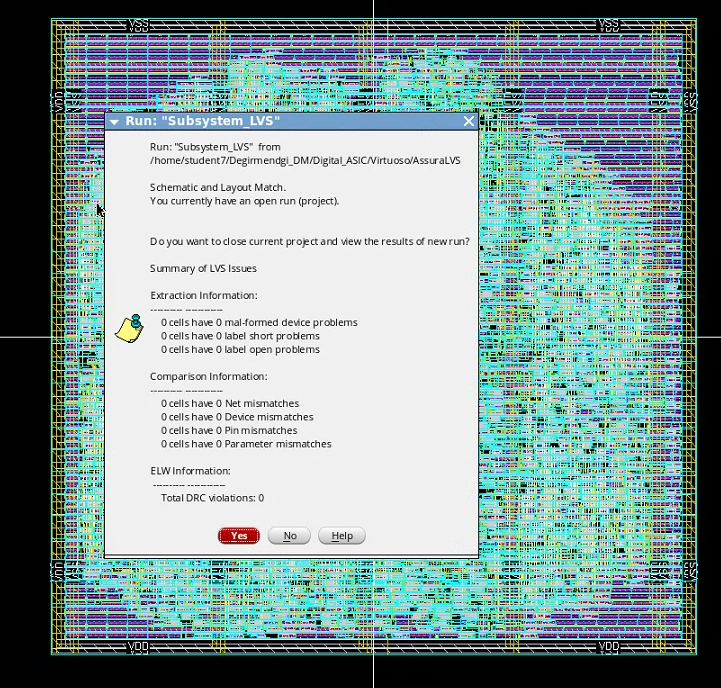 VSS
VSS
VDD
VSS
Run: "Subsystem_LVS"
Run: "Subsystem_LVS" from
/home/student7/Degirmendgi_DM/Digital_ASIC/Virtuoso/AssuraLVS
Schematic and Layout Match.
You currently have an open run (project).
Do you want to close current project and view the results of new run?
Summary of LVS Issues
Extraction Information:
---------- ------------
0 cells have 0 mal-formed device problems
0 cells have 0 label short problems
0 cells have 0 label open problems
Comparison Information:
---------- ------------
0 cells have 0 Net mismatches
0 cells have 0 Device mismatches
0 cells have 0 Pin mismatches
0 cells have 0 Parameter mismatches
ELW Information:
---------- ------------
Total DRC violations: 0
Yes
No
Help
VDD
VSS
VDD
VDD